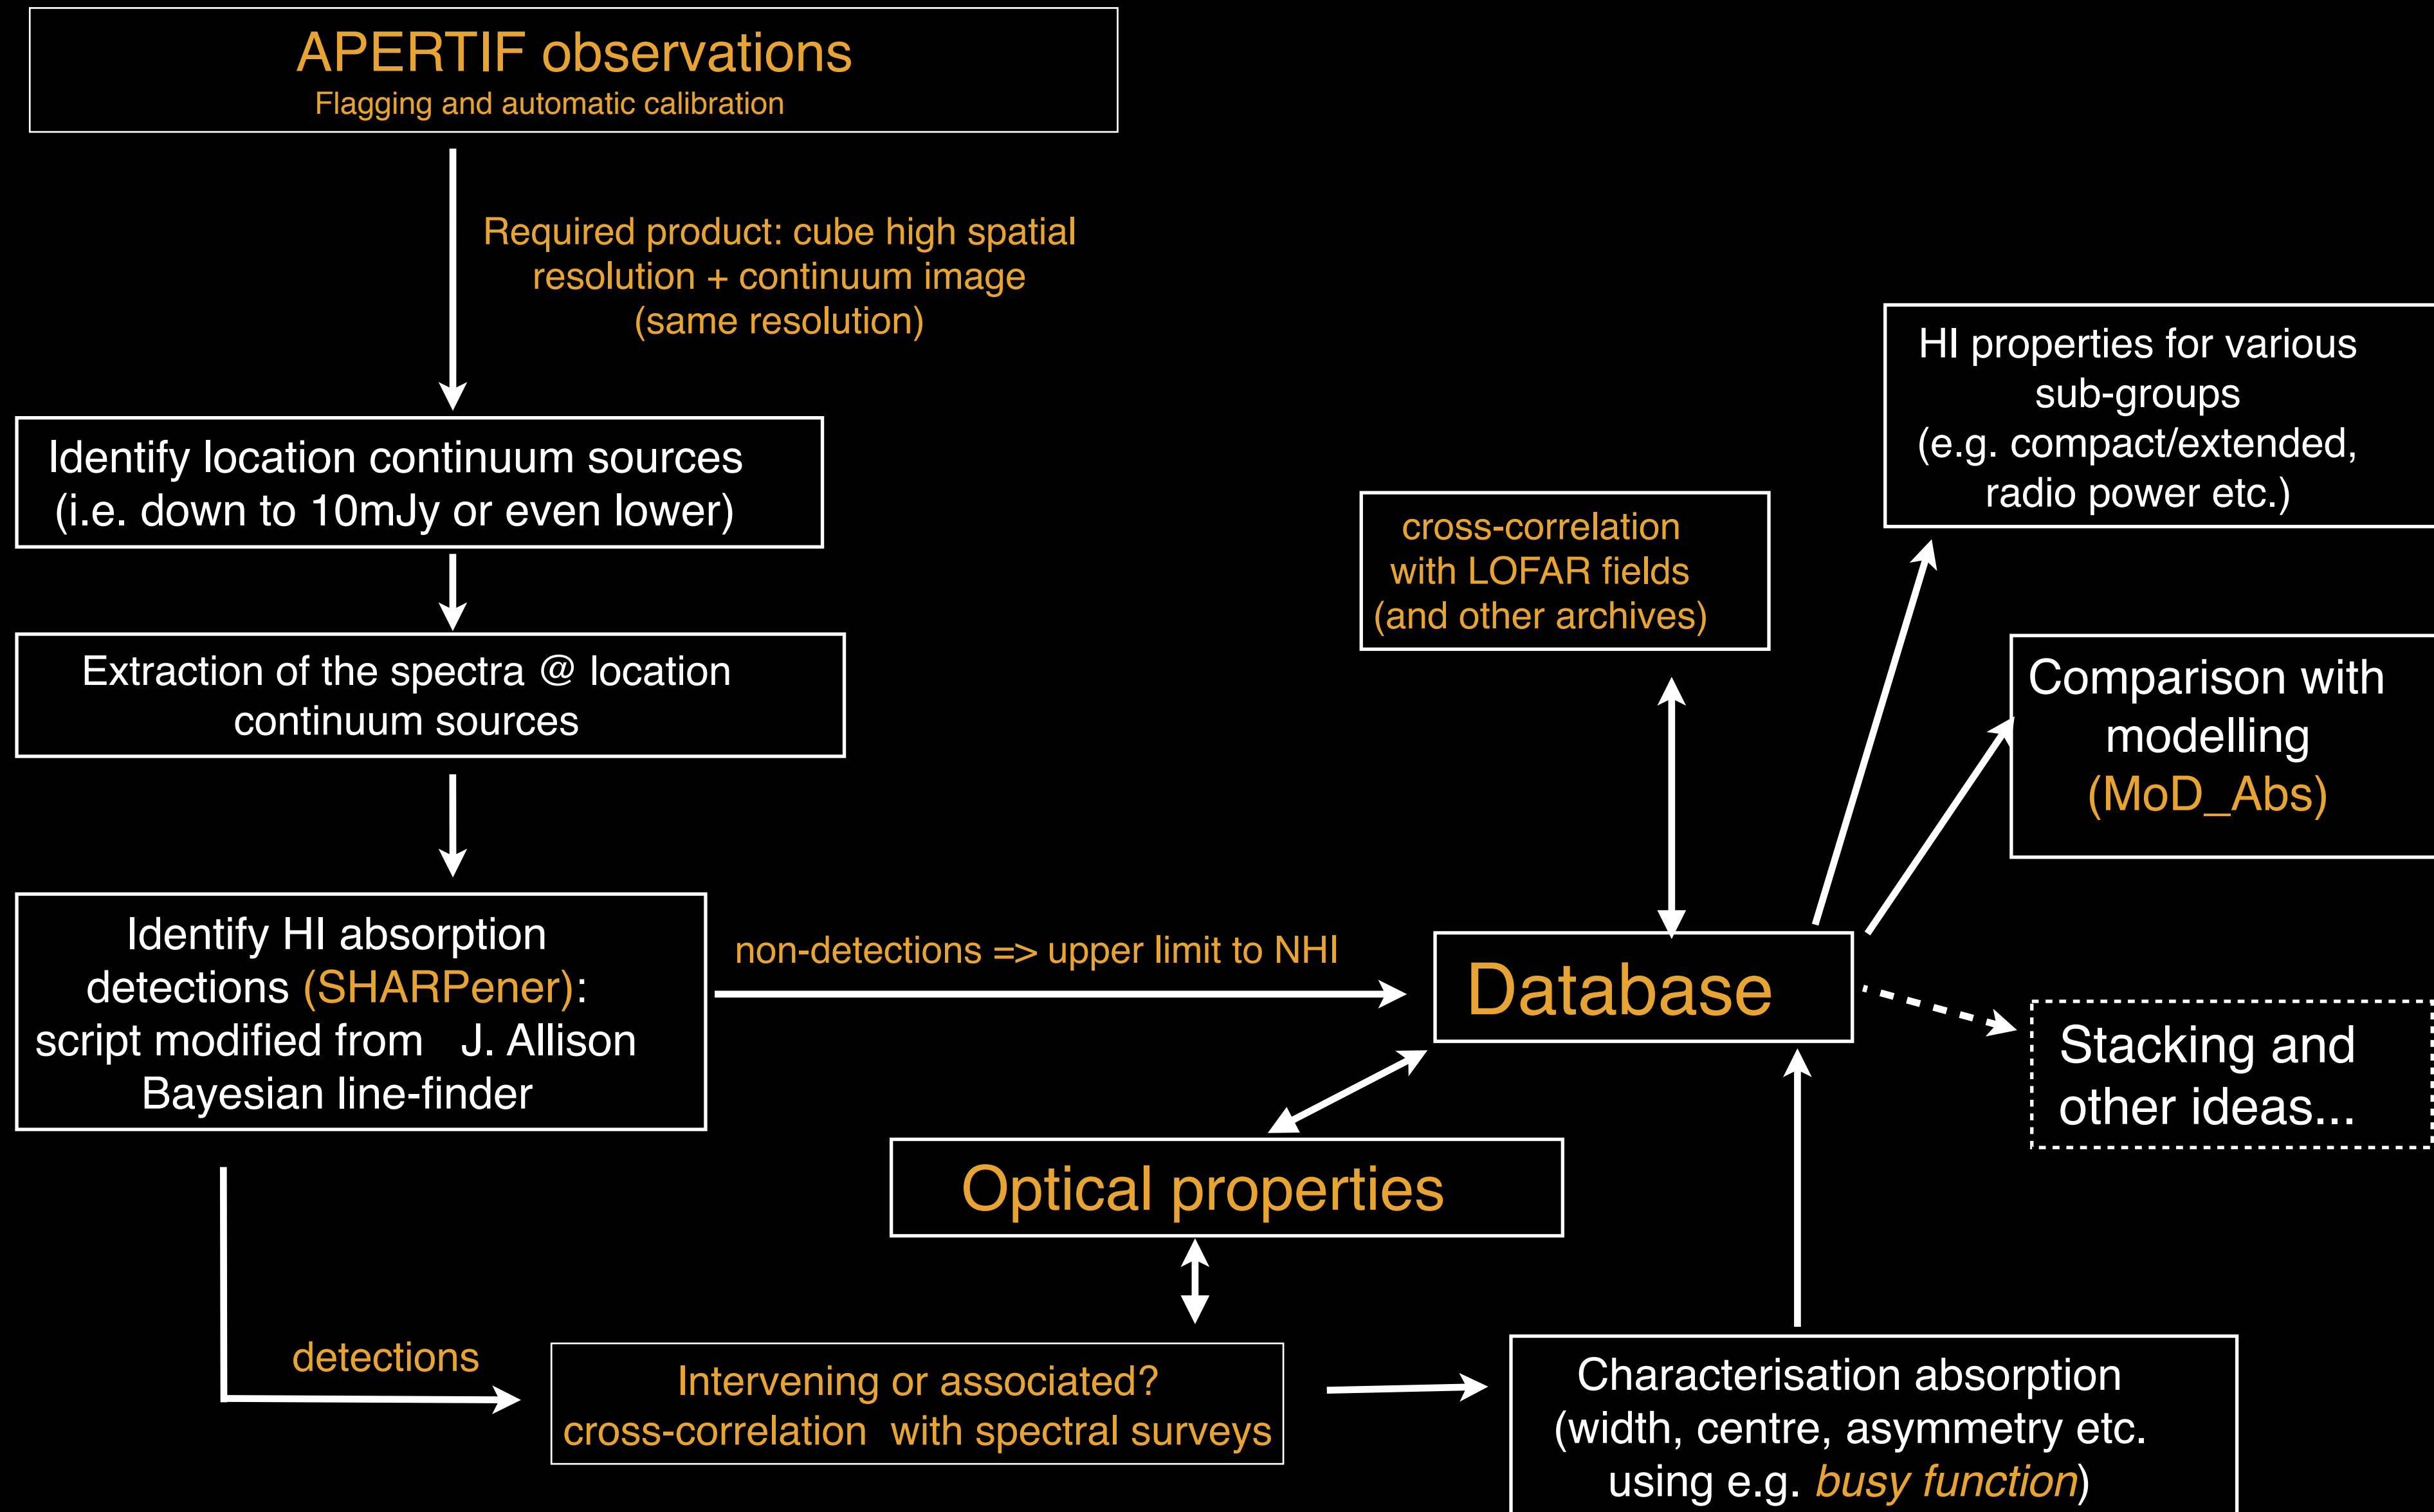 APERTIF observations
Flagging and automatic calibration
Required product: cube high spatial
resolution + continuum image
(same resolution)
Identify location continuum sources
(i.e. down to 10mJy or even lower)
Extraction of the spectra @ location
continuum sources
Identify HI absorption
detections (SHARPener):
script modified from J. Allison
Bayesian line-finder
non-detections => upper limit to NHI
detections
Intervening or associated?
cross-correlation with spectral surveys
Optical properties
Characterisation absorption
(width, centre, asymmetry etc.
using e.g. busy function)
Database
cross-correlation
with LOFAR fields
(and other archives)
HI properties for various
sub-groups
(e.g. compact/extended,
radio power etc.)
Comparison with
modelling
(MoD_Abs)
Stacking and
other ideas...